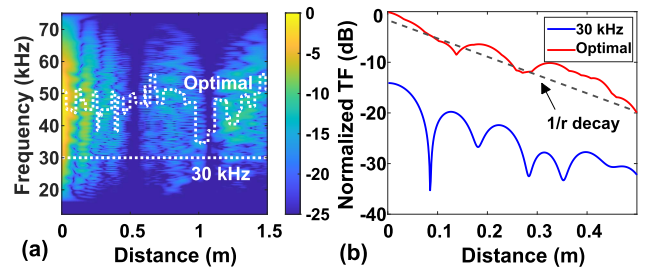 Frequency (kHz)
70
60
50
40
30
20
Optimal
30 kHz
0
0.5
1
1.5
Distance (m)
(a)
0
-5
-10
-15
-20
-25
Normalized TF (dB)
0
-10
-20
-30
-40
30 kHz
Optimal
1/r decay
0
0.1
0.2
0.3
0.4
Distance (m)
(b)